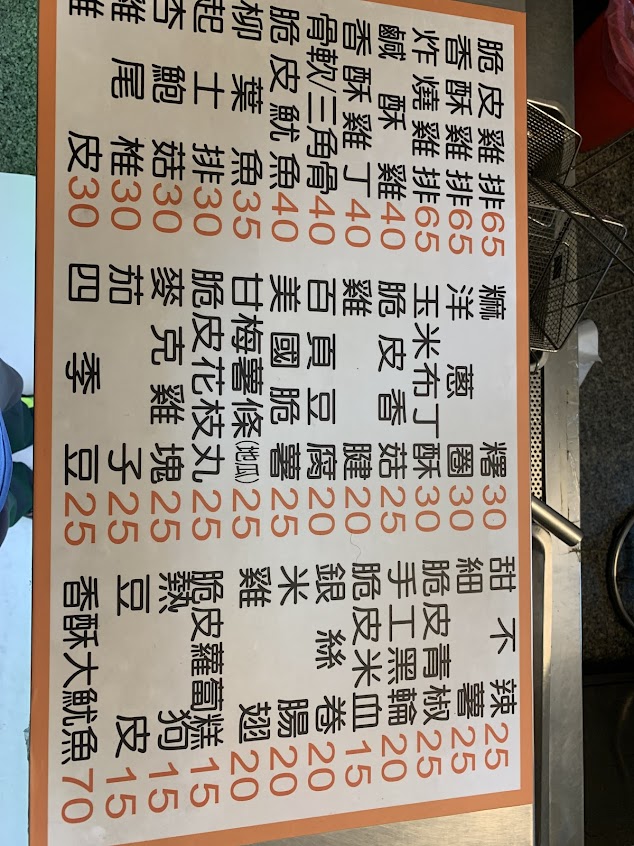 脆皮雞排65
香酥雞排65
炸燒雞排65
鹹酥雞40
香酥雞丁40
骨軟/三角骨40
脆皮魷魚40
柳葉魚35
起士排30
杏鮑菇30
雞尾椎30
雞皮30
䊳糬30
洋蔥圈30
玉米布丁酥30
脆皮香菇25
雞腱20
百頁豆腐20
美國脆薯25
甘梅薯條(地瓜)25
脆皮花枝丸25
麥克雞塊25
茄子25
四季豆25
甜不辣25
細薯25
脆皮青椒25
手工黑輪20
脆皮米血15
銀絲卷20
米腸20
雞翅20
脆皮蘿蔔糕15
熱狗15
豆皮15
香酥大魷魚70